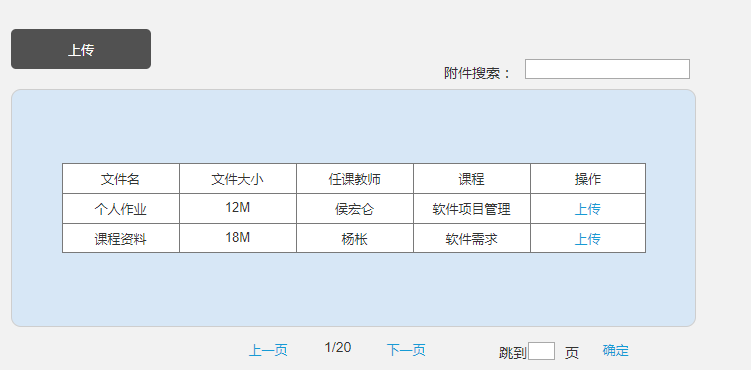 上传
附件搜索：
文件名 文件大小 任课教师 课程 操作
个人作业 12M 侯宏仑 软件项目管理 上传
课程资料 18M 杨枨 软件需求 上传
上一页 1/20 下一页 跳到 页 确定